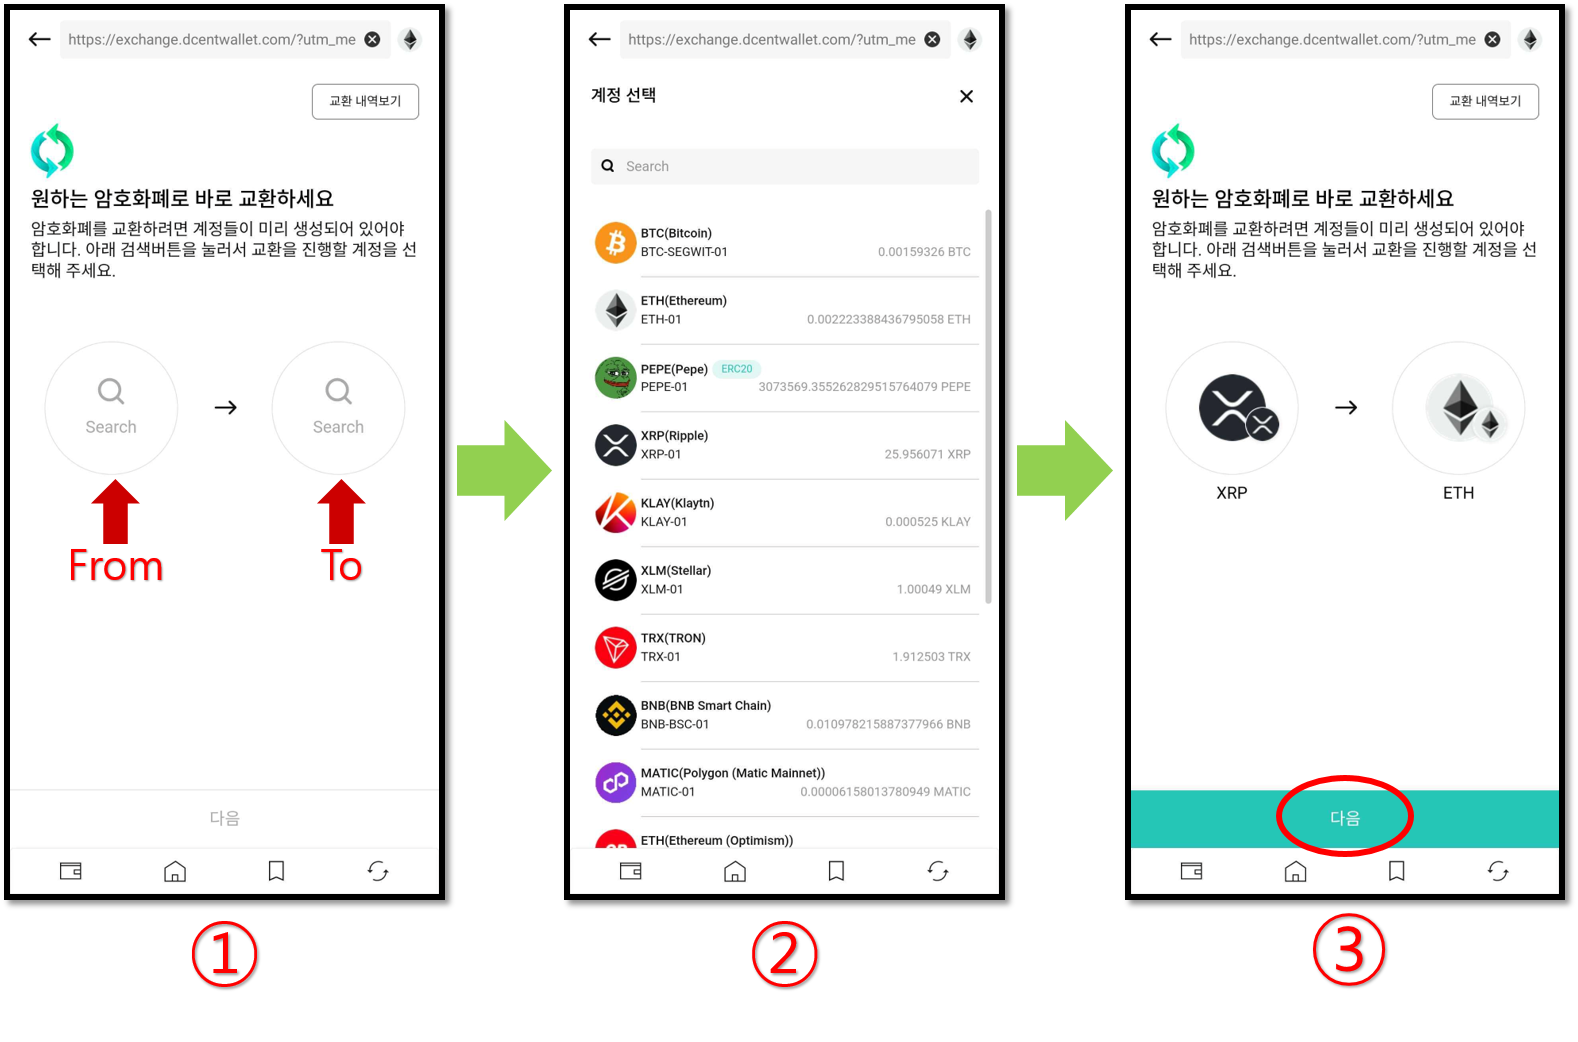 https://exchange.dcentwallet.com/?utm_me
교환 내역보기
원하는 암호화폐로 바로 교환하세요
암호화폐를 교환하려면 계정들이 미리 생성되어 있어야
합니다. 아래 검색버튼을 눌러서 교환을 진행할 계정을 선
택해 주세요.
Search
Search
From
To
다음
①
https://exchange.dcentwallet.com/?utm_me
계정 선택
Search
BTC(Bitcoin)
BTC-SEGWIT-01 0.00159326 BTC
ETH(Ethereum)
ETH-01 0.002223388436795058 ETH
PEPE(Pepe) ERC20
PEPE-01 3073569.355262829515764079 PEPE
XRP(Ripple)
XRP-01 25.956071 XRP
KLAY(Klaytn)
KLAY-01 0.000525 KLAY
XLM(Stellar)
XLM-01 1.00049 XLM
TRX(TRON)
TRX-01 1.912503 TRX
BNB(BNB Smart Chain)
BNB-BSC-01 0.010978215887377966 BNB
MATIC(Polygon (Matic Mainnet))
MATIC-01 0.00006158013780949 MATIC
ETH(Ethereum (Optimism))
②
https://exchange.dcentwallet.com/?utm_me
교환 내역보기
원하는 암호화폐로 바로 교환하세요
암호화폐를 교환하려면 계정들이 미리 생성되어 있어야
합니다. 아래 검색버튼을 눌러서 교환을 진행할 계정을 선
택해 주세요.
XRP
ETH
다음
③